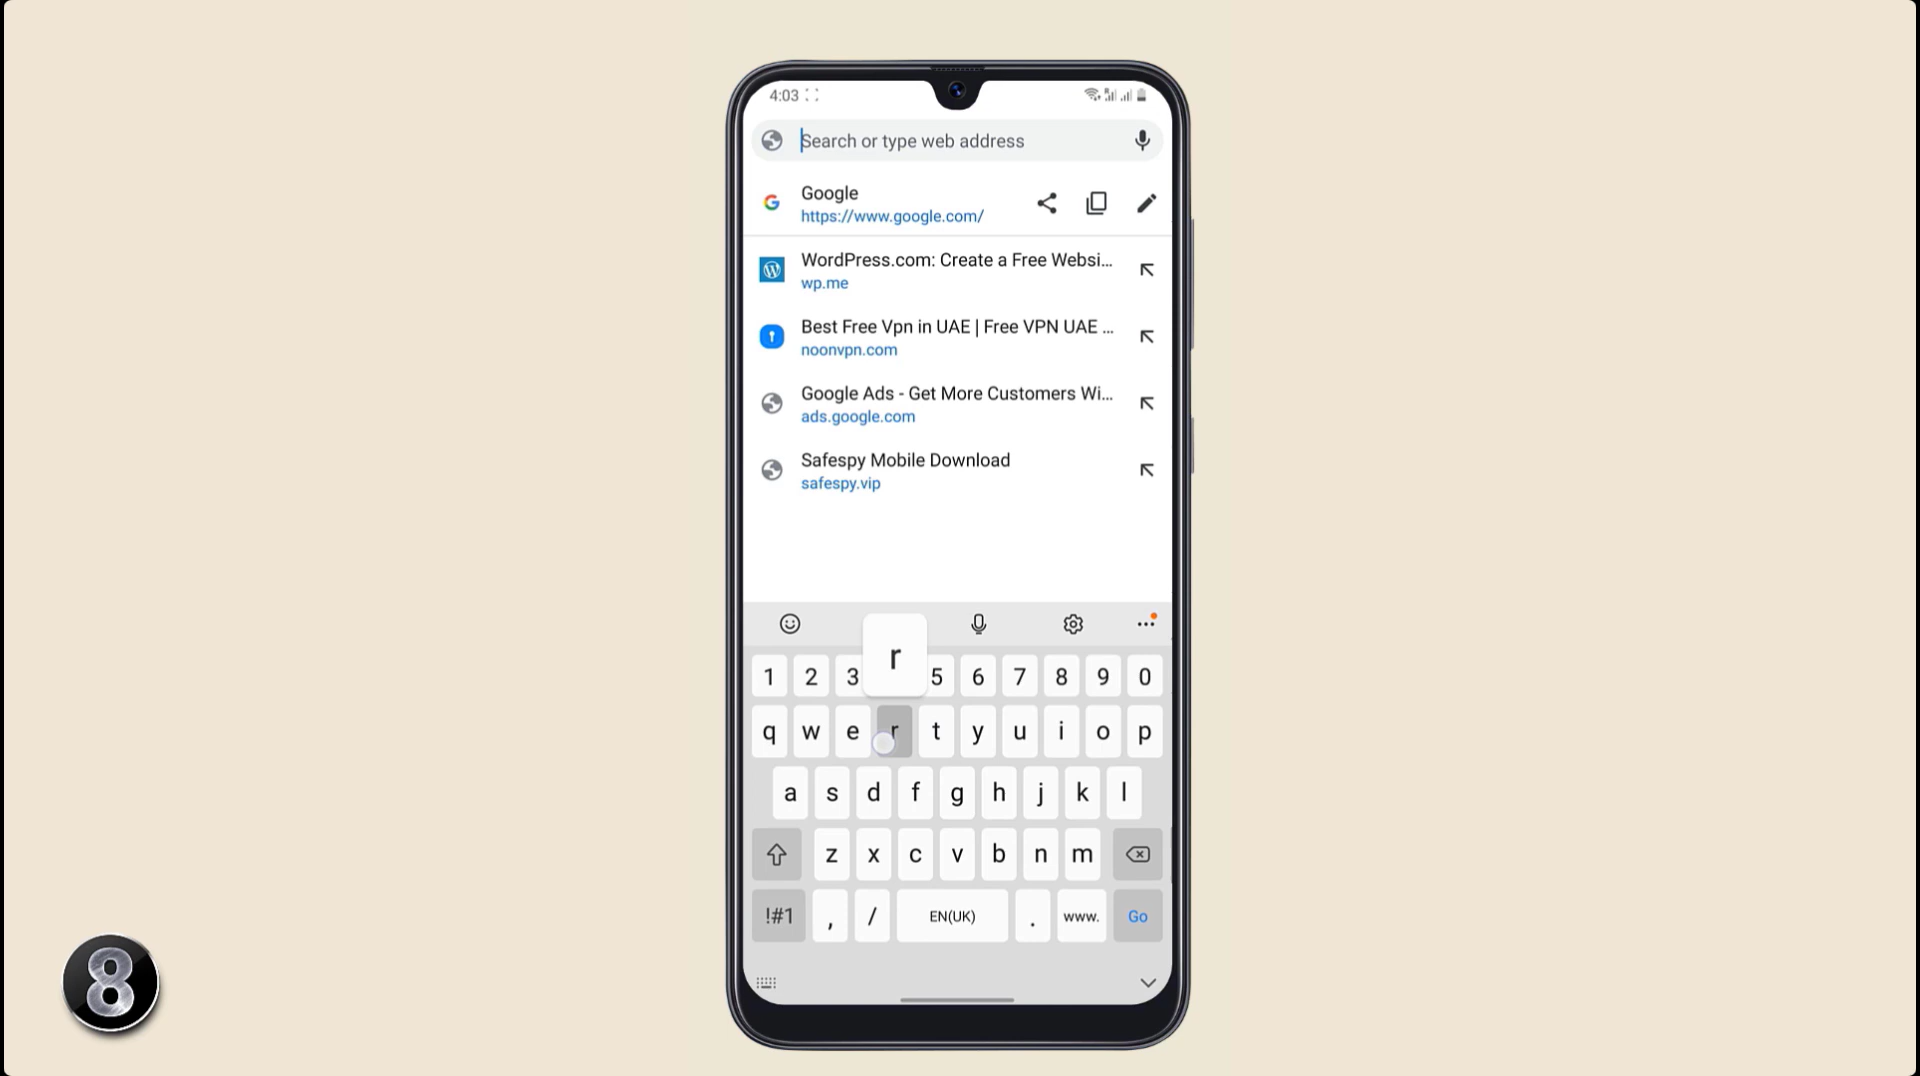 4:03
Search or type web address
Google
https://www.google.com/
WordPress.com: Create a Free Websi...
wp.me
Best Free Vpn in UAE | Free VPN UAE ...
noonvpn.com
Google Ads - Get More Customers Wi...
ads.google.com
Safespy Mobile Download
safespy.vip
r
1 2 3 5 6 7 8 9 0
q w e r t y u i o p
a s d f g h j k l
z x c v b n m
!#1 , / EN(UK) . www. Go
8